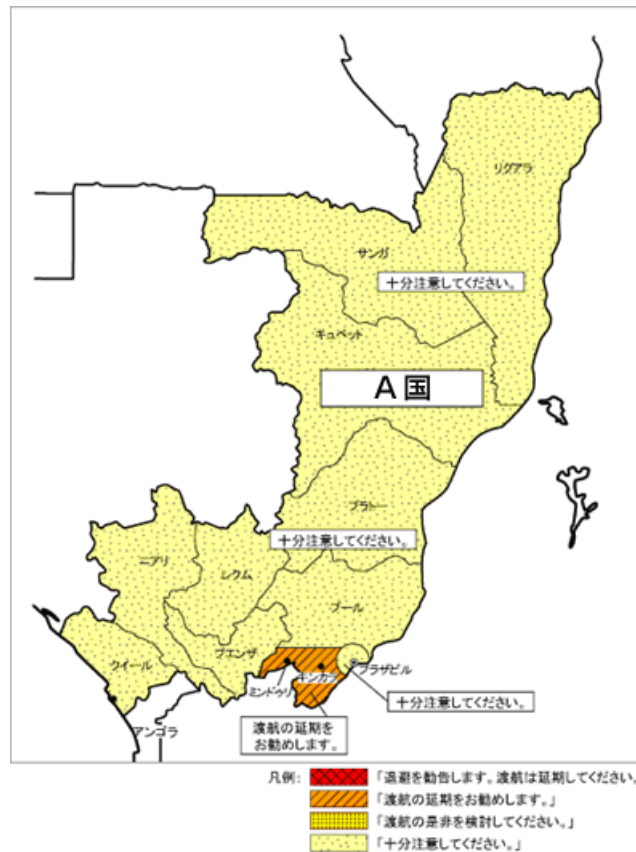 リクアラ
サンガ
十分注意してください。
キュベット
A国
プラトー
十分注意してください。
ニアリ
レクム
プール
ブエンザ
クイール
ブラザビル
キンカラ
ミンドゥリ
十分注意してください。
渡航の延期を
お勧めします。
アンゴラ
凡例: 「退避を勧告します。渡航は延期してください。
「渡航の延期をお勧めします。」
「渡航の是非を検討してください。」
「十分注意してください。」